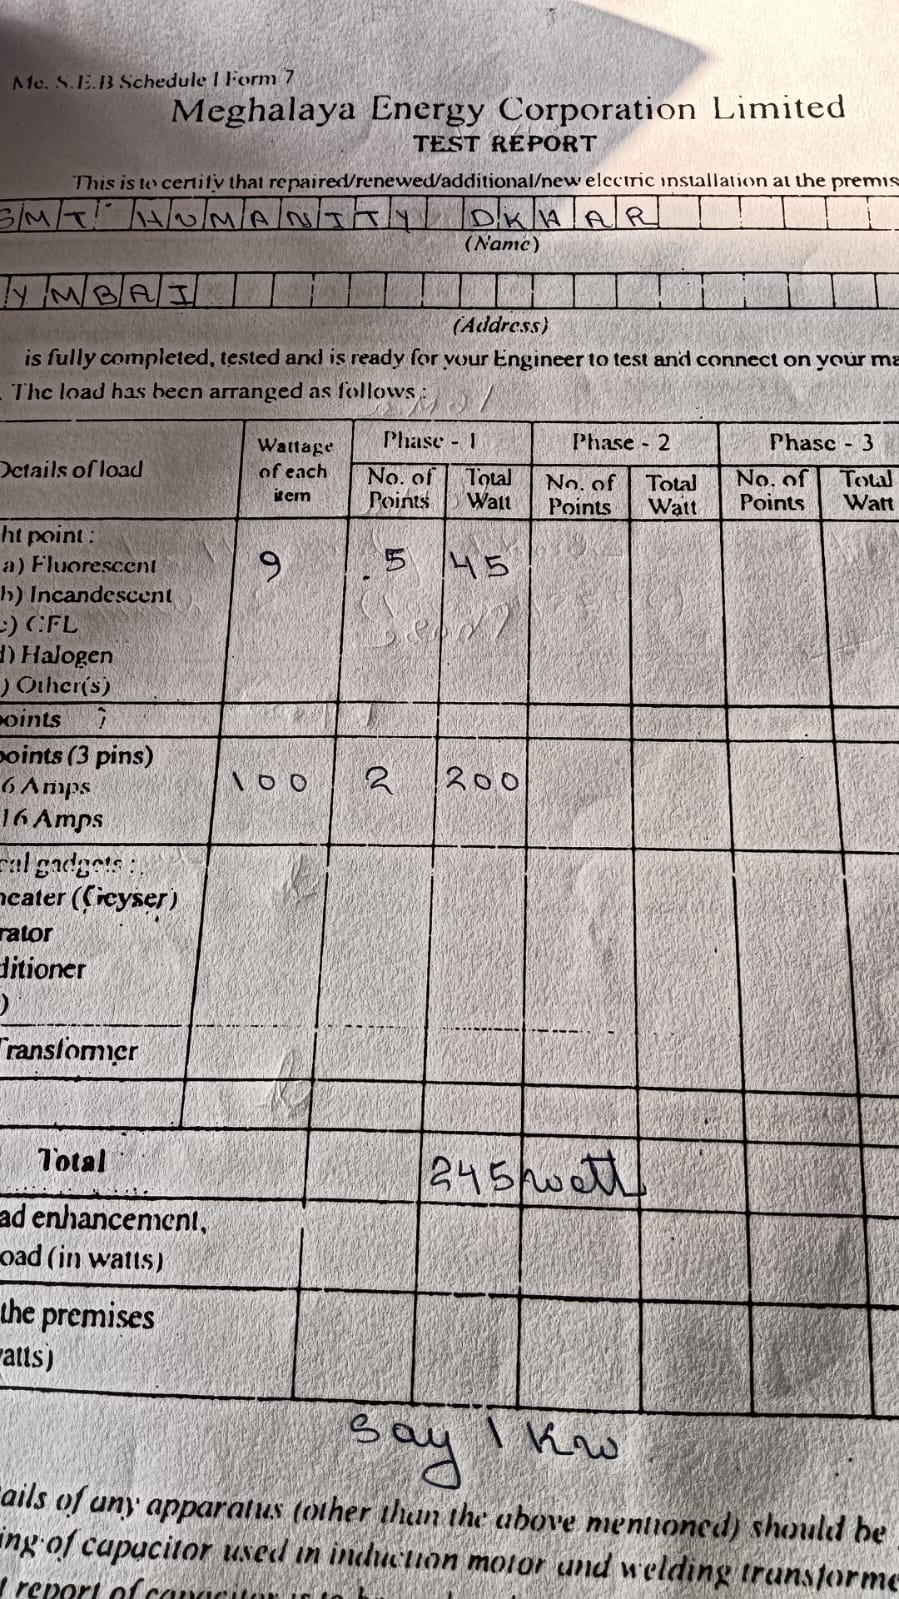 Me. S.E.B Schedule I Form 7
Meghalaya Energy Corporation Limited
TEST REPORT
This is to certify that repaired/renewed/additional/new electric installation at the premis
SMT. HUMANITY DKHAR
(Name)
YMBAI
(Address)
is fully completed, tested and is ready for your Engineer to test and connect on your ma
The load has been arranged as follows :
Details of load Wattage of each item Phase - 1 Phase - 2 Phase - 3
No. of Points Total Watt No. of Points Total Watt No. of Points Total Watt
ht point :
a) Fluorescent 9 5 45
b) Incandescent
c) CFL
d) Halogen
) Other(s)
points
points (3 pins)
6 Amps 100 2 200
16 Amps
cal gadgets :
heater (Geyser)
rator
ditioner
)
Transformer
Total 245 watt
ad enhancement,
oad (in watts)
the premises
watts)
Say 1 Kw
ails of any apparatus (other than the above mentioned) should be
ing of capacitor used in induction motor and welding transforme
report of